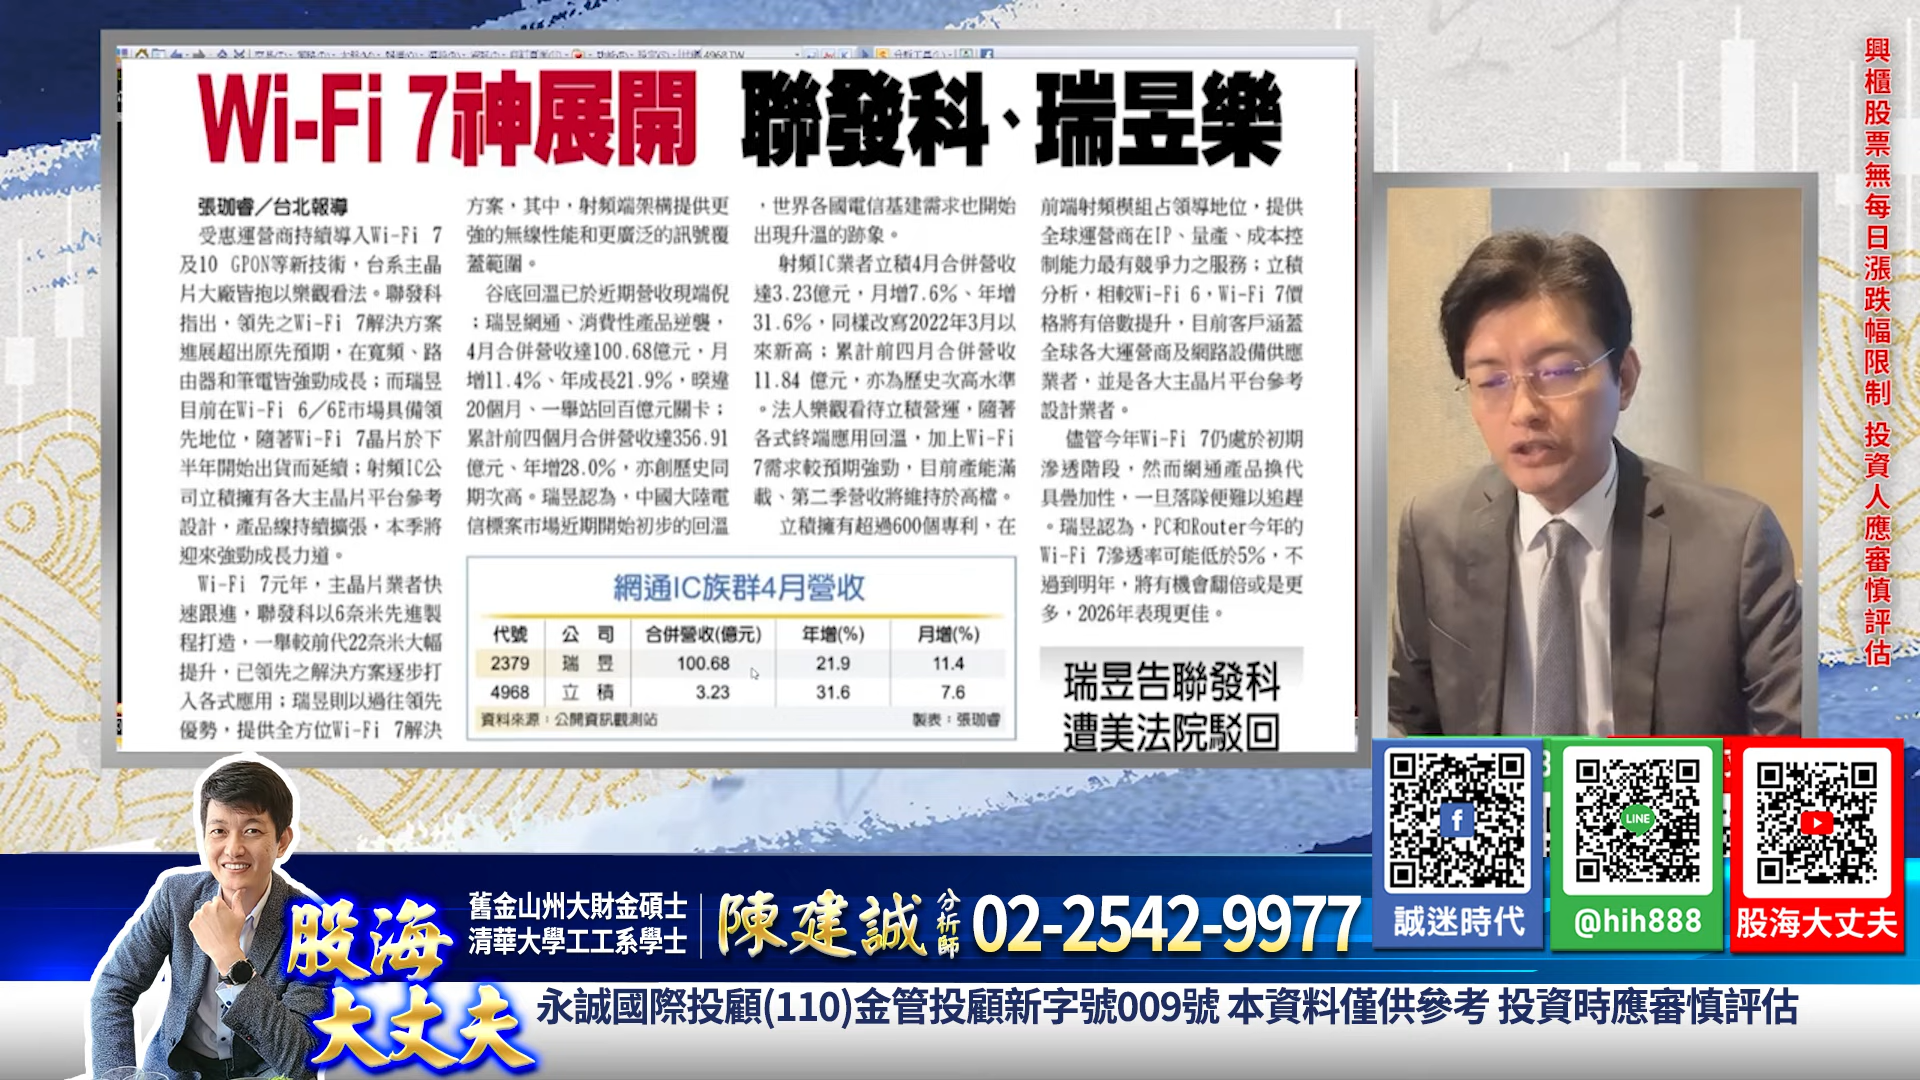 Wi-Fi 7神展開 聯發科、瑞昱樂
張珈睿／台北報導
受惠運營商持續導入Wi-Fi 7
及10 GPON等新技術，台系主晶
片大廠皆抱以樂觀看法。聯發科
指出，領先之Wi-Fi 7解決方案
進展超出原先預期，在寬頻、路
由器和筆電皆強勁成長；而瑞昱
目前在Wi-Fi 6／6E市場具備領
先地位，隨著Wi-Fi 7晶片於下
半年開始出貨而延續；射頻IC公
司立積擁有各大主晶片平台參考
設計，產品線持續擴張，本季將
迎來強勁成長力道。
Wi-Fi 7元年，主晶片業者快
速跟進，聯發科以6奈米先進製
程打造，一舉較前代22奈米大幅
提升，已領先之解決方案逐步打
入各式應用；瑞昱則以過往領先
優勢，提供全方位Wi-Fi 7解決
方案，其中，射頻端架構提供更
強的無線性能和更廣泛的訊號覆
蓋範圍。
谷底回溫已於近期營收現端倪
；瑞昱網通、消費性產品逆襲，
4月合併營收達100.68億元，月
增11.4%、年成長21.9%，暌違
20個月、一舉站回百億元關卡；
累計前四個月合併營收達356.91
億元、年增28.0%，亦創歷史同
期次高。瑞昱認為，中國大陸電
信標案市場近期開始初步的回溫
，世界各國電信基建需求也開始
出現升溫的跡象。
射頻IC業者立積4月合併營收
達3.23億元，月增7.6%、年增
31.6%，同樣改寫2022年3月以
來新高；累計前四月合併營收
11.84 億元，亦為歷史次高水準
。法人樂觀看待立積營運，隨著
各式終端應用回溫，加上Wi-Fi
7需求較預期強勁，目前產能滿
載、第二季營收將維持於高檔。
立積擁有超過600個專利，在
前端射頻模組占領導地位，提供
全球運營商在IP、量產、成本控
制能力最有競爭力之服務；立積
分析，相較Wi-Fi 6，Wi-Fi 7價
格將有倍數提升，目前客戶涵蓋
全球各大運營商及網路設備供應
業者，並是各大主晶片平台參考
設計業者。
儘管今年Wi-Fi 7仍處於初期
滲透階段，然而網通產品換代
具疊加性，一旦落隊便難以追趕
。瑞昱認為，PC和Router今年的
Wi-Fi 7滲透率可能低於5%，不
過到明年，將有機會翻倍或是更
多，2026年表現更佳。
網通IC族群4月營收
代號 公司 合併營收(億元) 年增(%) 月增(%)
2379 瑞昱 100.68 21.9 11.4
4968 立積 3.23 31.6 7.6
資料來源：公開資訊觀測站 製表：張珈睿
瑞昱告聯發科
遭美法院駁回
興櫃股票無每日漲跌幅限制 投資人應審慎評估
股海
大丈夫
舊金山州大財金碩士
清華大學工工系學士
陳建誠 分析師 02-2542-9977
誠迷時代
LINE
@hih888
股海大丈夫
永誠國際投顧(110)金管投顧新字號009號 本資料僅供參考 投資時應審慎評估